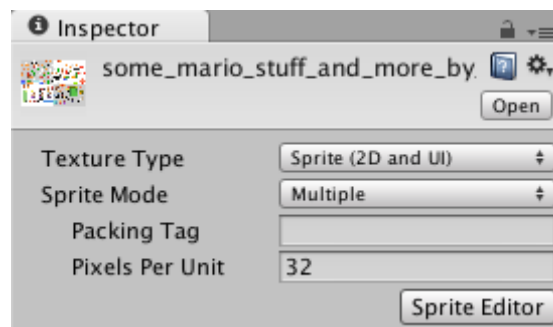 Inspector
some_mario_stuff_and_more_by_
Open
Texture Type Sprite (2D and UI)
Sprite Mode Multiple
Packing Tag
Pixels Per Unit 32
Sprite Editor